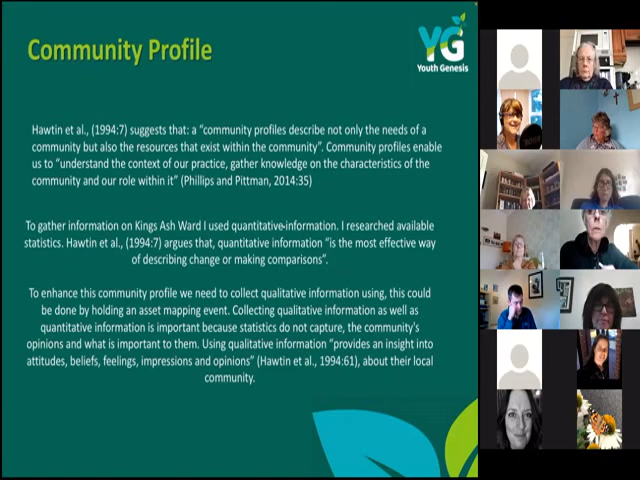 Community Profile
YG
Youth Genesis
Hawtin et al., (1994:7) suggests that: a “community profiles describe not only the needs of a
community but also the resources that exist within the community”. Community profiles enable
us to “understand the context of our practice, gather knowledge on the characteristics of the
community and our role within it” (Phillips and Pittman, 2014:35)
To gather information on Kings Ash Ward I used quantitative-information. I researched available
statistics. Hawtin et al., (1994:7) argues that, quantitative information “is the most effective way
of describing change or making comparisons”.
To enhance this community profile we need to collect qualitative information using, this could
be done by holding an asset mapping event. Collecting qualitative information as well as
quantitative information is important because statistics do not capture, the community's
opinions and what is important to them. Using qualitative information “provides an insight into
attitudes, beliefs, feelings, impressions and opinions” (Hawtin et al., 1994:61), about their local
community.